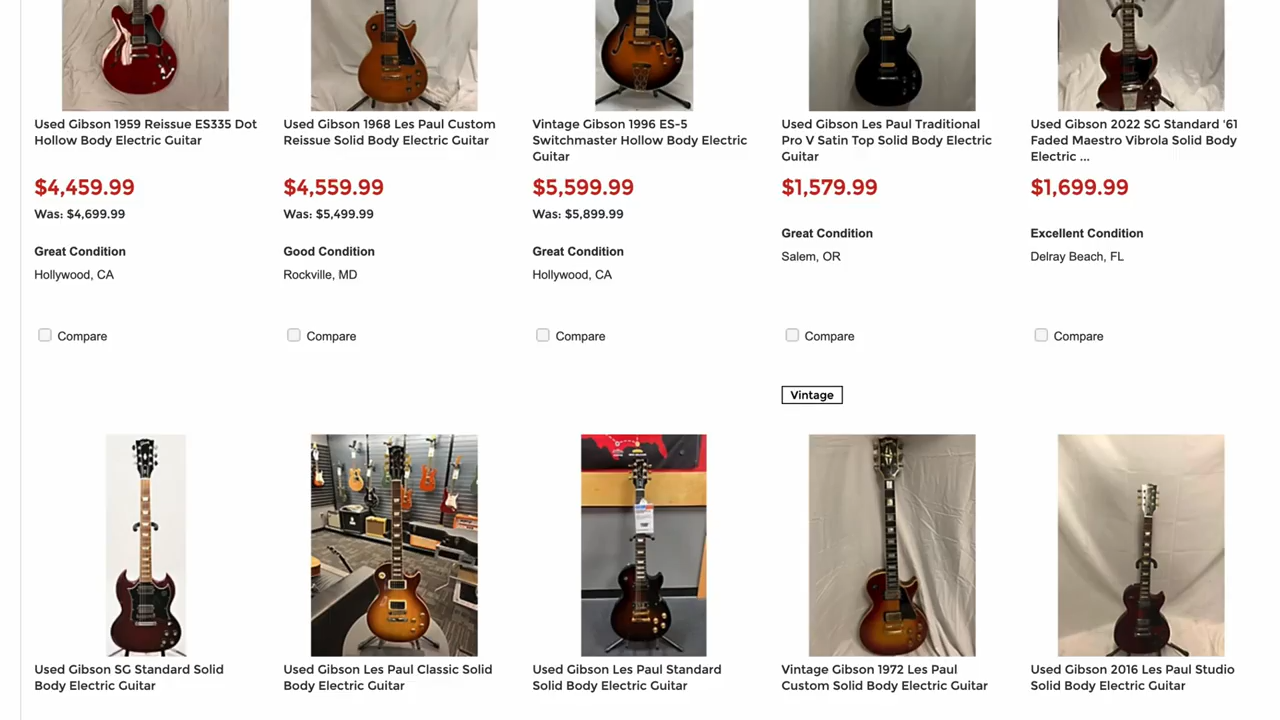 Used Gibson 1959 Reissue ES335 Dot
Hollow Body Electric Guitar
$4,459.99
Was: $4,699.99
Great Condition
Hollywood, CA
Compare
Used Gibson 1968 Les Paul Custom
Reissue Solid Body Electric Guitar
$4,559.99
Was: $5,499.99
Good Condition
Rockville, MD
Compare
Vintage Gibson 1996 ES-5
Switchmaster Hollow Body Electric
Guitar
$5,599.99
Was: $5,899.99
Great Condition
Hollywood, CA
Compare
Used Gibson Les Paul Traditional
Pro V Satin Top Solid Body Electric
Guitar
$1,579.99
Great Condition
Salem, OR
Compare
Used Gibson 2022 SG Standard '61
Faded Maestro Vibrola Solid Body
Electric ...
$1,699.99
Excellent Condition
Delray Beach, FL
Compare
Used Gibson SG Standard Solid
Body Electric Guitar
Used Gibson Les Paul Classic Solid
Body Electric Guitar
Used Gibson Les Paul Standard
Solid Body Electric Guitar
Vintage
Vintage Gibson 1972 Les Paul
Custom Solid Body Electric Guitar
Used Gibson 2016 Les Paul Studio
Solid Body Electric Guitar